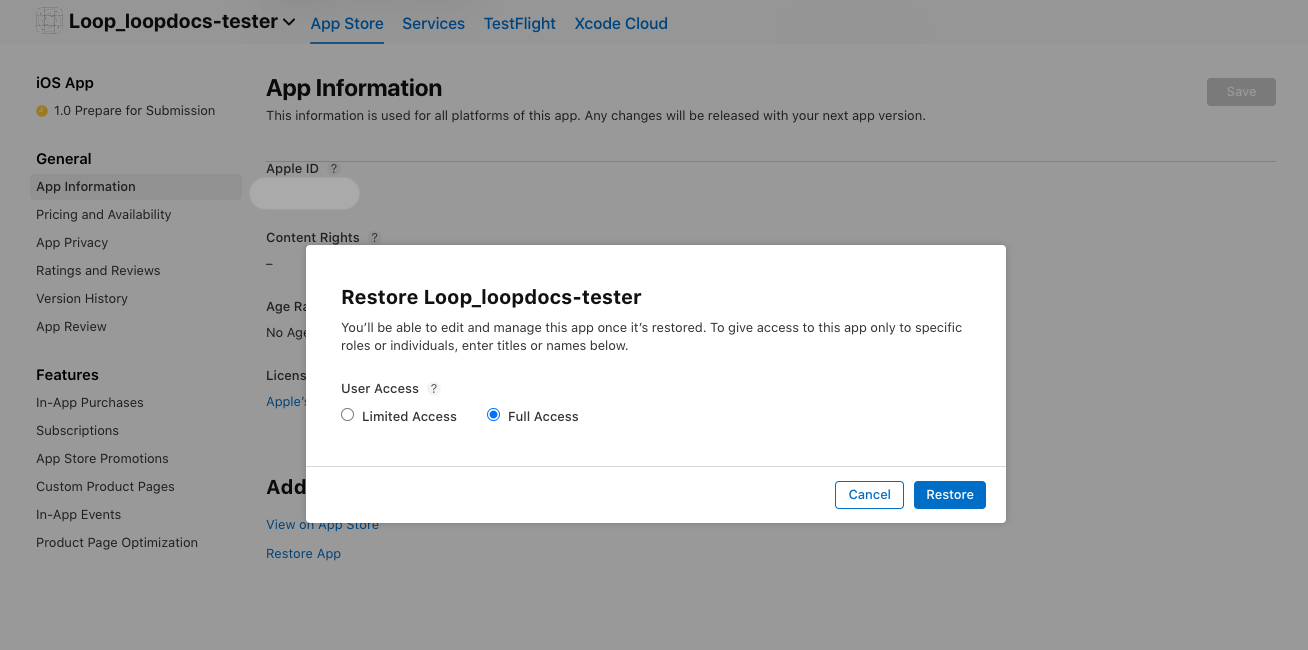 Loop_loopdocs-tester
App Store Services TestFlight Xcode Cloud
iOS App
1.0 Prepare for Submission
General
App Information
Pricing and Availability
App Privacy
Ratings and Reviews
Version History
App Review
Features
In-App Purchases
Subscriptions
App Store Promotions
Custom Product Pages
In-App Events
Product Page Optimization
App Information
Save
This information is used for all platforms of this app. Any changes will be released with your next app version.
Apple ID ?
Content Rights ?
–
Age Ra
No Age
Licens
Apple's
Add
View on App Store
Restore App
Restore Loop_loopdocs-tester
You'll be able to edit and manage this app once it's restored. To give access to this app only to specific
roles or individuals, enter titles or names below.
User Access ?
Limited Access Full Access
Cancel Restore